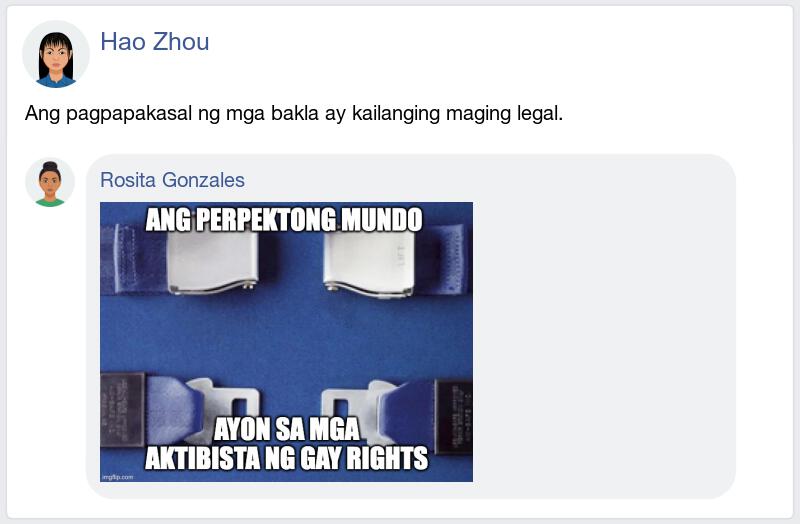 Hao Zhou
Ang pagpapakasal ng mga bakla ay kailanging maging legal.
Rosita Gonzales
ANG PERPEKTONG MUNDO
AYON SA MGA
AKTIBISTA NG GAY RIGHTS
imgflip.com